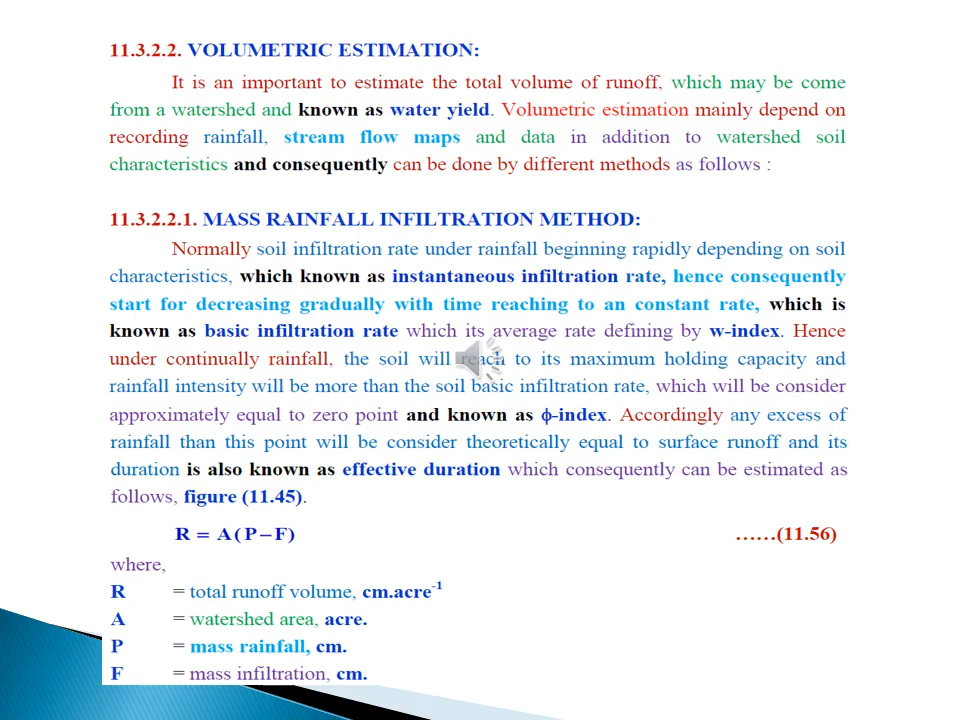 11.3.2.2. VOLUMETRIC ESTIMATION:
It is an important to estimate the total volume of runoff, which may be come
from a watershed and known as water yield. Volumetric estimation mainly depend on
recording rainfall, stream flow maps and data in addition to watershed soil
characteristics and consequently can be done by different methods as follows :
11.3.2.2.1. MASS RAINFALL INFILTRATION METHOD:
Normally soil infiltration rate under rainfall beginning rapidly depending on soil
characteristics, which known as instantaneous infiltration rate, hence consequently
start for decreasing gradually with time reaching to an constant rate, which is
known as basic infiltration rate which its average rate defining by w-index. Hence
under continually rainfall, the soil will reach to its maximum holding capacity and
rainfall intensity will be more than the soil basic infiltration rate, which will be consider
approximately equal to zero point and known as ϕ-index. Accordingly any excess of
rainfall than this point will be consider theoretically equal to surface runoff and its
duration is also known as effective duration which consequently can be estimated as
follows, figure (11.45).
R = A(P−F) ……(11.56)
where,
R = total runoff volume, cm.acre⁻¹
A = watershed area, acre.
P = mass rainfall, cm.
F = mass infiltration, cm.